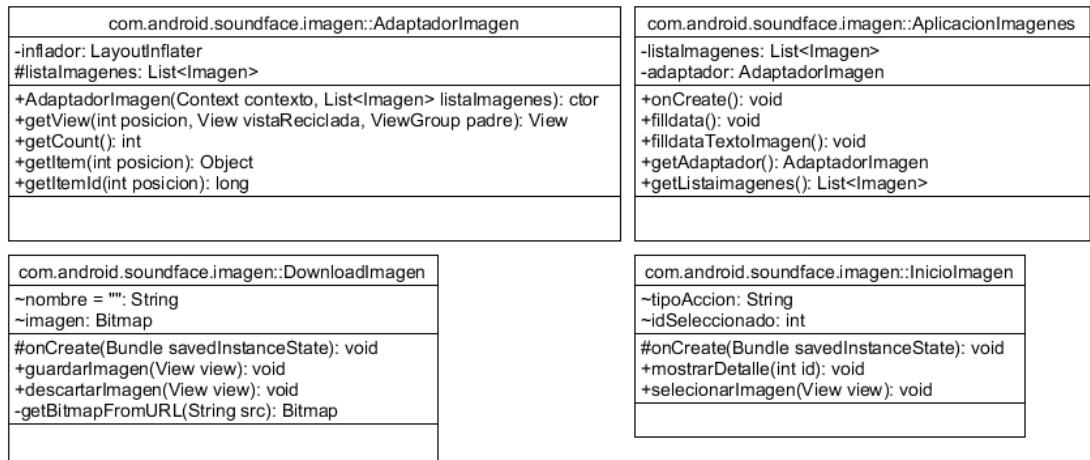 com.android.soundface.imagen::AdaptadorImagen
-inflador: LayoutInflater
#listaImagenes: List<Imagen>
+AdaptadorImagen(Context contexto, List<Imagen> listaImagenes): ctor
+getView(int posicion, View vistaReciclada, ViewGroup padre): View
+getCount(): int
+getItem(int posicion): Object
+getItemId(int posicion): long
com.android.soundface.imagen::AplicacionImagenes
-listaImagenes: List<Imagen>
-adaptador: AdaptadorImagen
+onCreate(): void
+filldata(): void
+filldataTextoImagen(): void
+getAdaptador(): AdaptadorImagen
+getListaimagenes(): List<Imagen>
com.android.soundface.imagen::DownloadImagen
~nombre = "": String
~imagen: Bitmap
#onCreate(Bundle savedInstanceState): void
+guardarImagen(View view): void
+descartarImagen(View view): void
-getBitmapFromURL(String src): Bitmap
com.android.soundface.imagen::InicioImagen
~tipoAccion: String
~idSeleccionado: int
#onCreate(Bundle savedInstanceState): void
+mostrarDetalle(int id): void
+selecionarImagen(View view): void